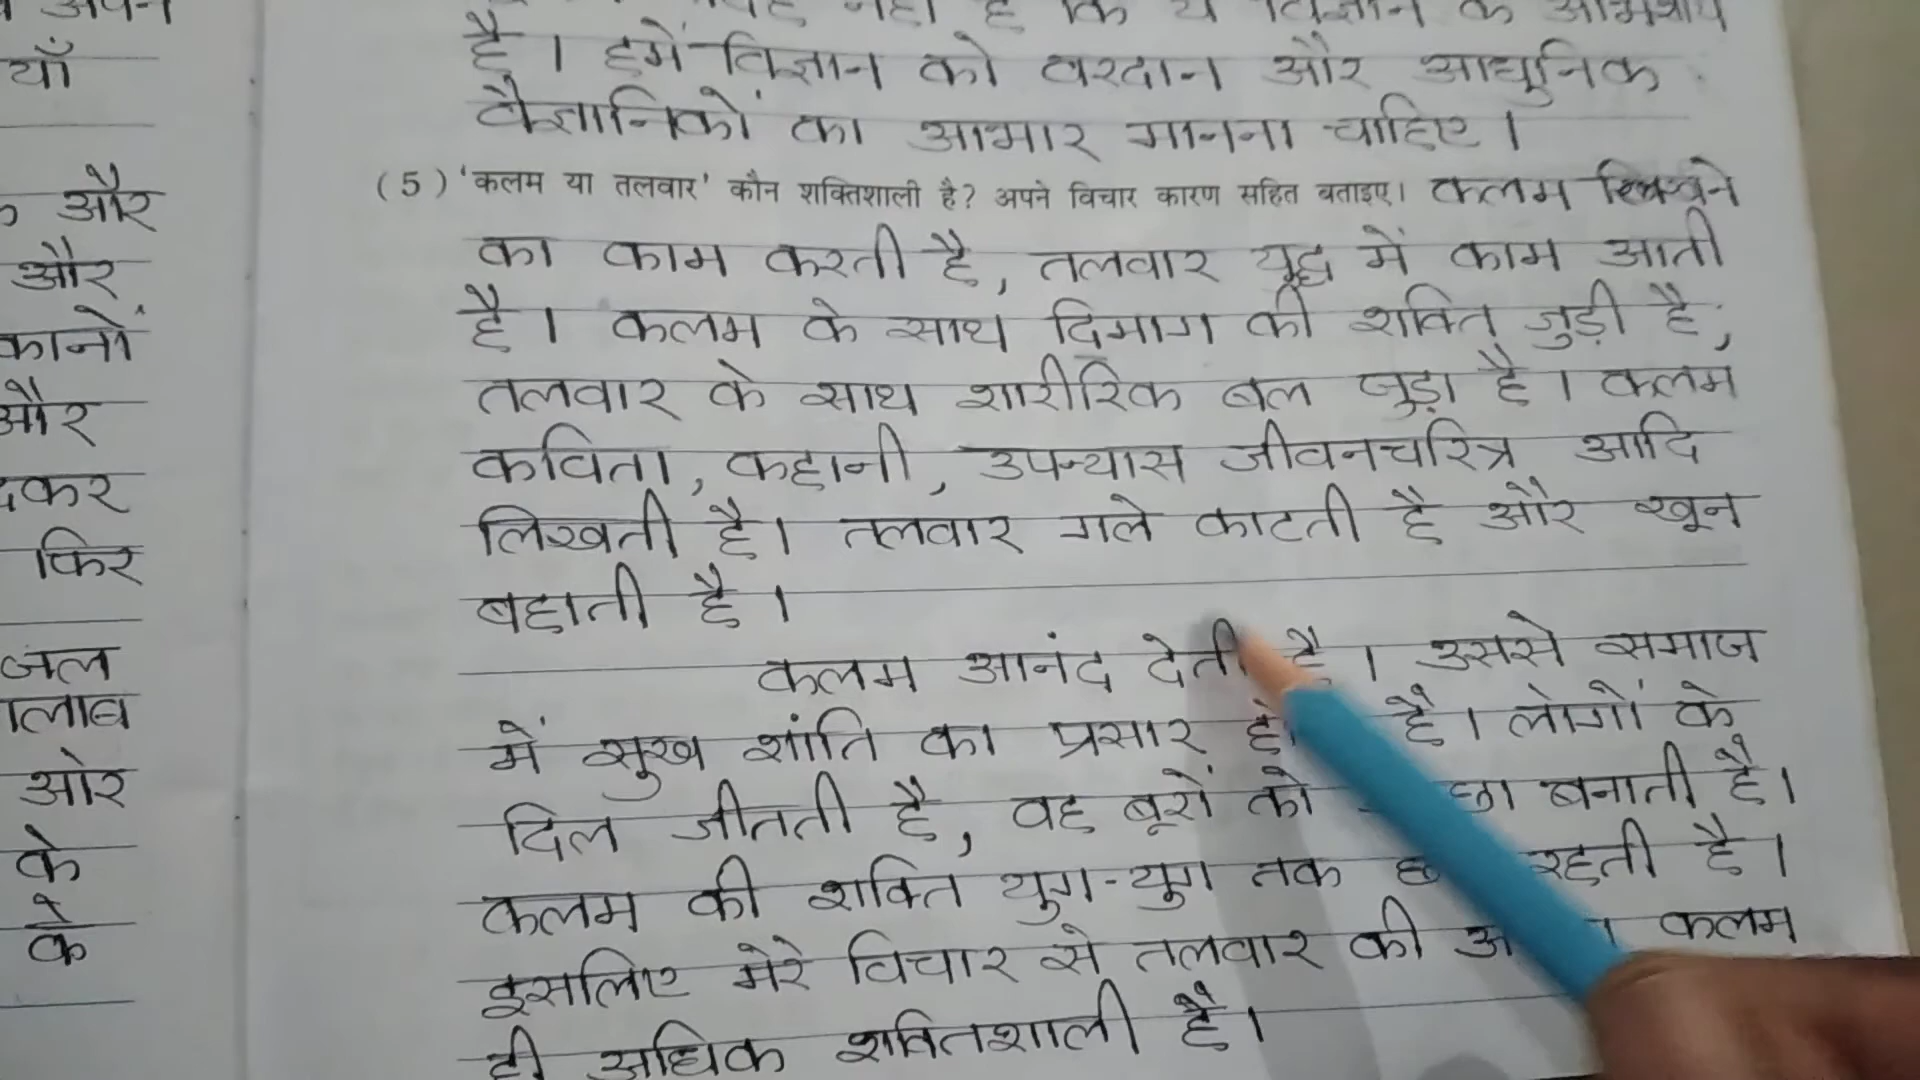 अपने
याँ
और
और
कानों
और
कर
फिर
जल
ओर
के
के
नहीं है कि ये विज्ञान के
है । हमें विज्ञान को वरदान और आधुनिक
वैज्ञानिकों का आभार मानना चाहिए ।
(5) 'कलम या तलवार' कौन शक्तिशाली है? अपने विचार कारण सहित बताइए। कलम
का काम करती है, तलवार यूद्ध में काम आती
है । कलम के साथ दिमाग की शक्ति जुड़ी है,
तलवार के साथ शारीरिक बल जुड़ा है । कलम
कविता, कहानी, उपन्यास जीवनचरित्र आदि
लिखती है। तलवार गले काटती है और खून
बहाती है ।
कलम आनंद देती है । उससे समाज
में सुख शांति का प्रसार है । लोगों के
दिल जीतती है, वह बूरों को बनाती है।
कलम की शक्ति युग-युग तक रहती है ।
इसलिए मेरे विचार से तलवार की कलम
ही अधिक शक्तिशाली है।